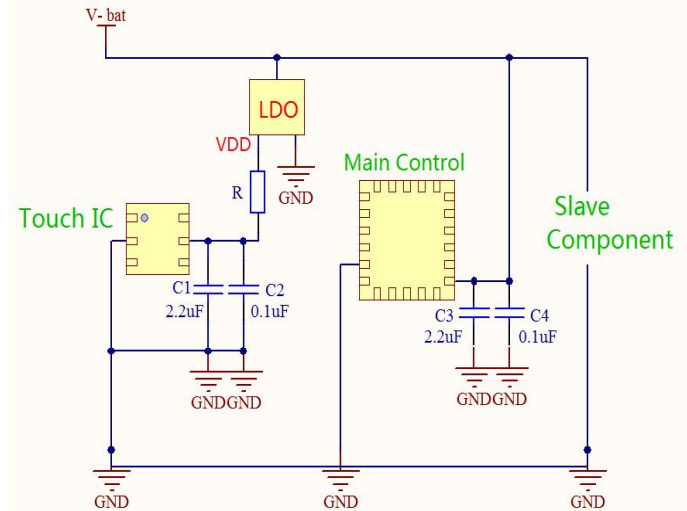 V- bat
LDO
VDD
Main Control
R
GND
Touch IC
Slave
Component
C1
C2
2.2uF
0.1uF
C3
C4
2.2uF
0.1uF
GND
GND
GND
GND
GND
GND
GND